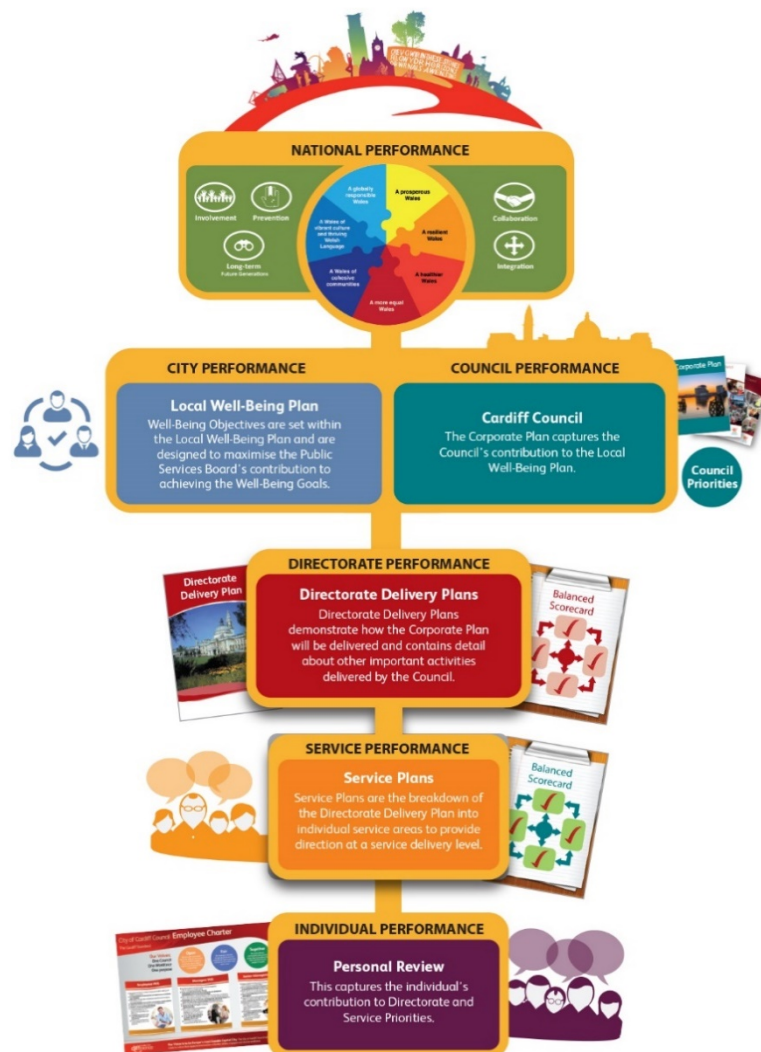 NATIONAL PERFORMANCE
Involvement
Prevention
Long-term
Future Generations
A globally
responsible
Wales
A prosperous
Wales
A Wales of
vibrant culture
and thriving
Welsh
Language
A resilient
Wales
A Wales of
cohesive
communities
A healthier
Wales
A more equal
Wales
Collaboration
Integration
CITY PERFORMANCE
Local Well-Being Plan
Well-Being Objectives are set within
the Local Well-Being Plan and are
designed to maximise the Public
Services Board's contribution to
achieving the Well-Being Goals.
COUNCIL PERFORMANCE
Cardiff Council
The Corporate Plan captures the
Council's contribution to the Local
Well-Being Plan.
Corporate Plan
Council
Priorities
Directorate
Delivery Plan
DIRECTORATE PERFORMANCE
Directorate Delivery Plans
Directorate Delivery Plans
demonstrate how the Corporate Plan
will be delivered and contains detail
about other important activities
delivered by the Council.
Balanced
Scorecard
SERVICE PERFORMANCE
Service Plans
Service Plans are the breakdown of
the Directorate Delivery Plan into
individual service areas to provide
direction at a service delivery level.
Balanced
Scorecard
City of Cardiff Council Employee Charter
INDIVIDUAL PERFORMANCE
Personal Review
This captures the individual's
contribution to Directorate and
Service Priorities.